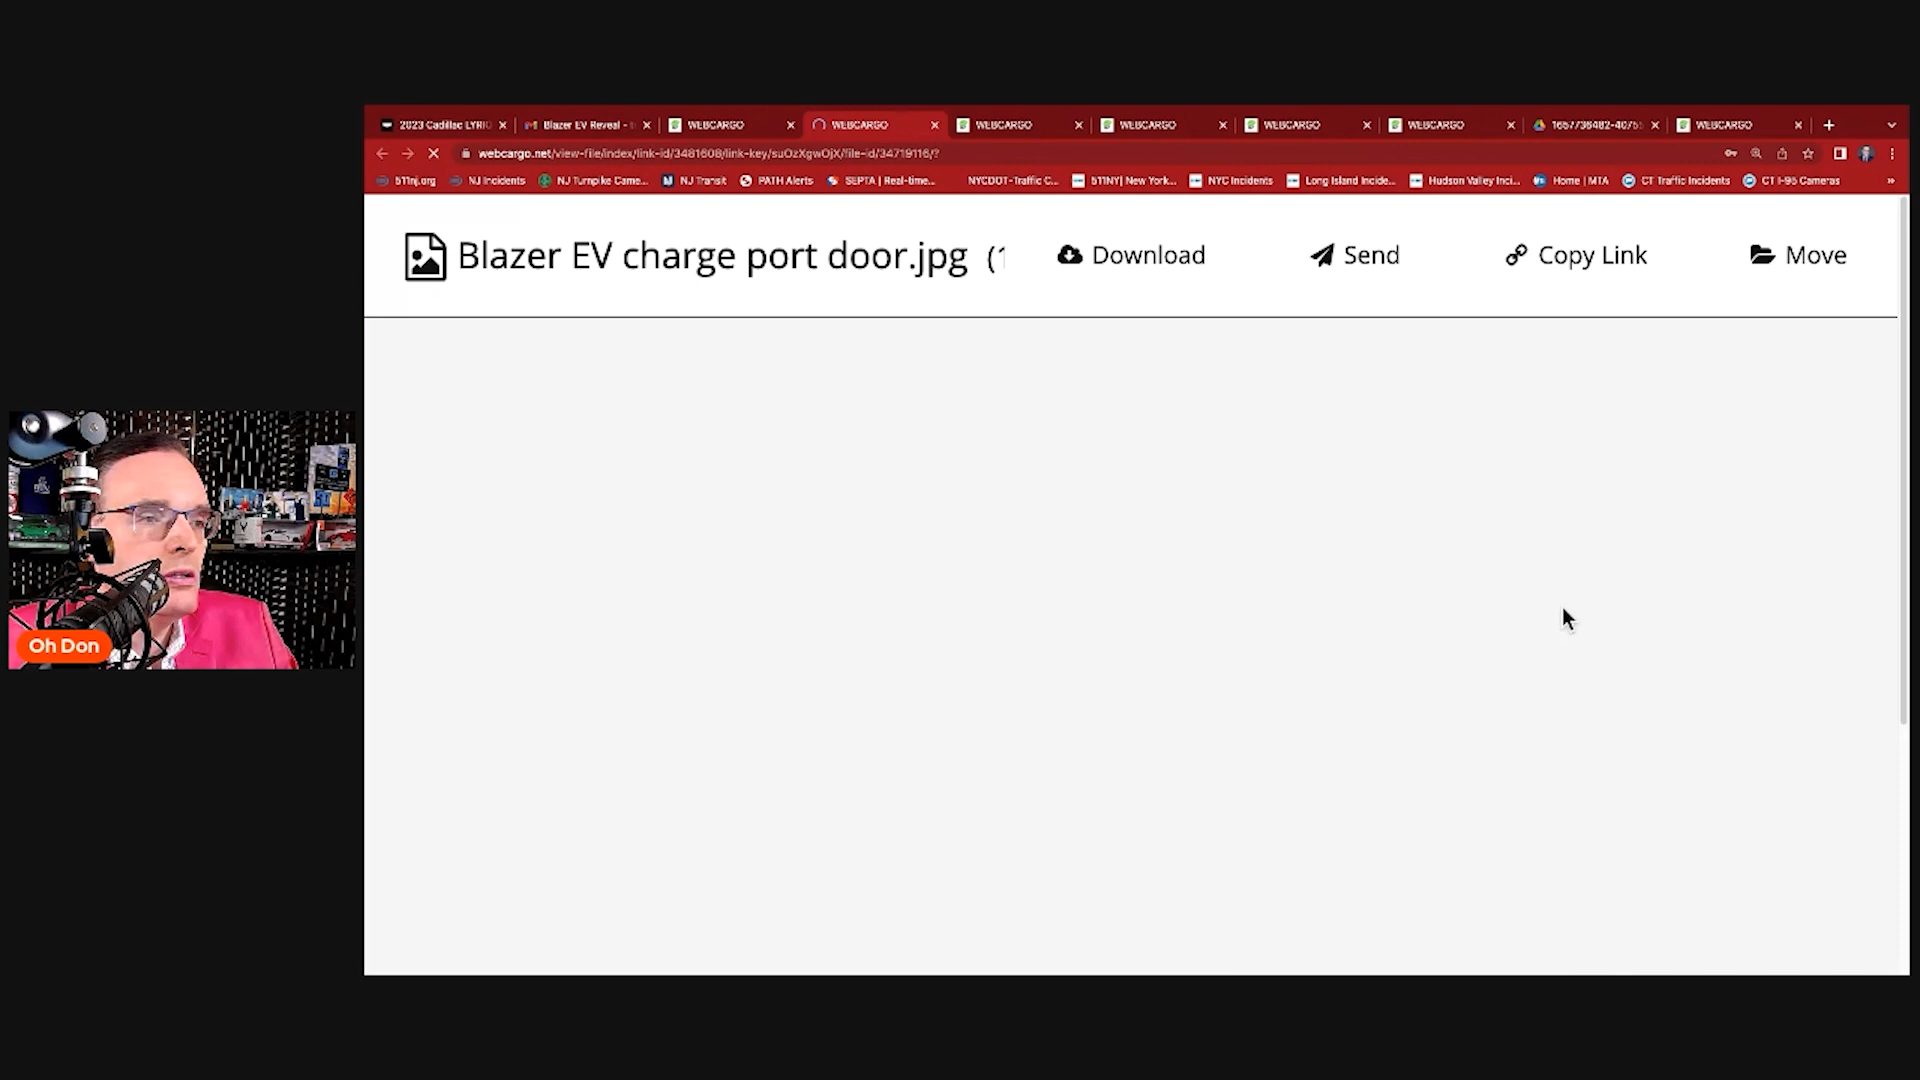 2023 Cadillac LYRIQ
Blazer EV Reveal -
WEBCARGO
WEBCARGO
WEBCARGO
WEBCARGO
WEBCARGO
WEBCARGO
1657736482-4075
WEBCARGO
webcargo.net/view-file/index/link-id/3481608/link-key/suOzXgwOjX/file-id/34719116/?
511nj.org
NJ Incidents
NJ Turnpike Came...
NJ Transit
PATH Alerts
SEPTA | Real-time...
NYCDOT-Traffic C...
511NY| New York...
NYC Incidents
Long Island Incide...
Hudson Valley Inci...
Home | MTA
CT Traffic Incidents
CT I-95 Cameras
»
Blazer EV charge port door.jpg (1
Download
Send
Copy Link
Move
Oh Don